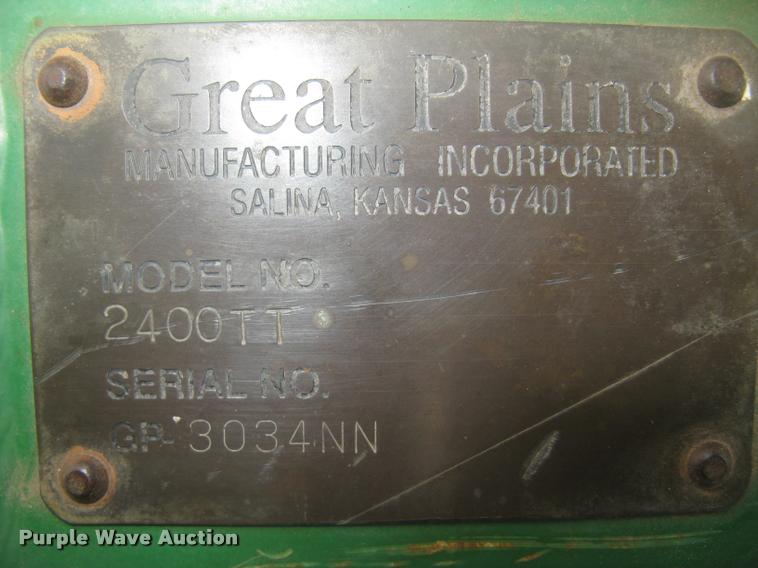 Great Plains
MANUFACTURING INCORPORATED
SALINA, KANSAS 67401
MODEL NO.
2400TT
SERIAL NO.
GP-3034NN
Purple Wave Auction